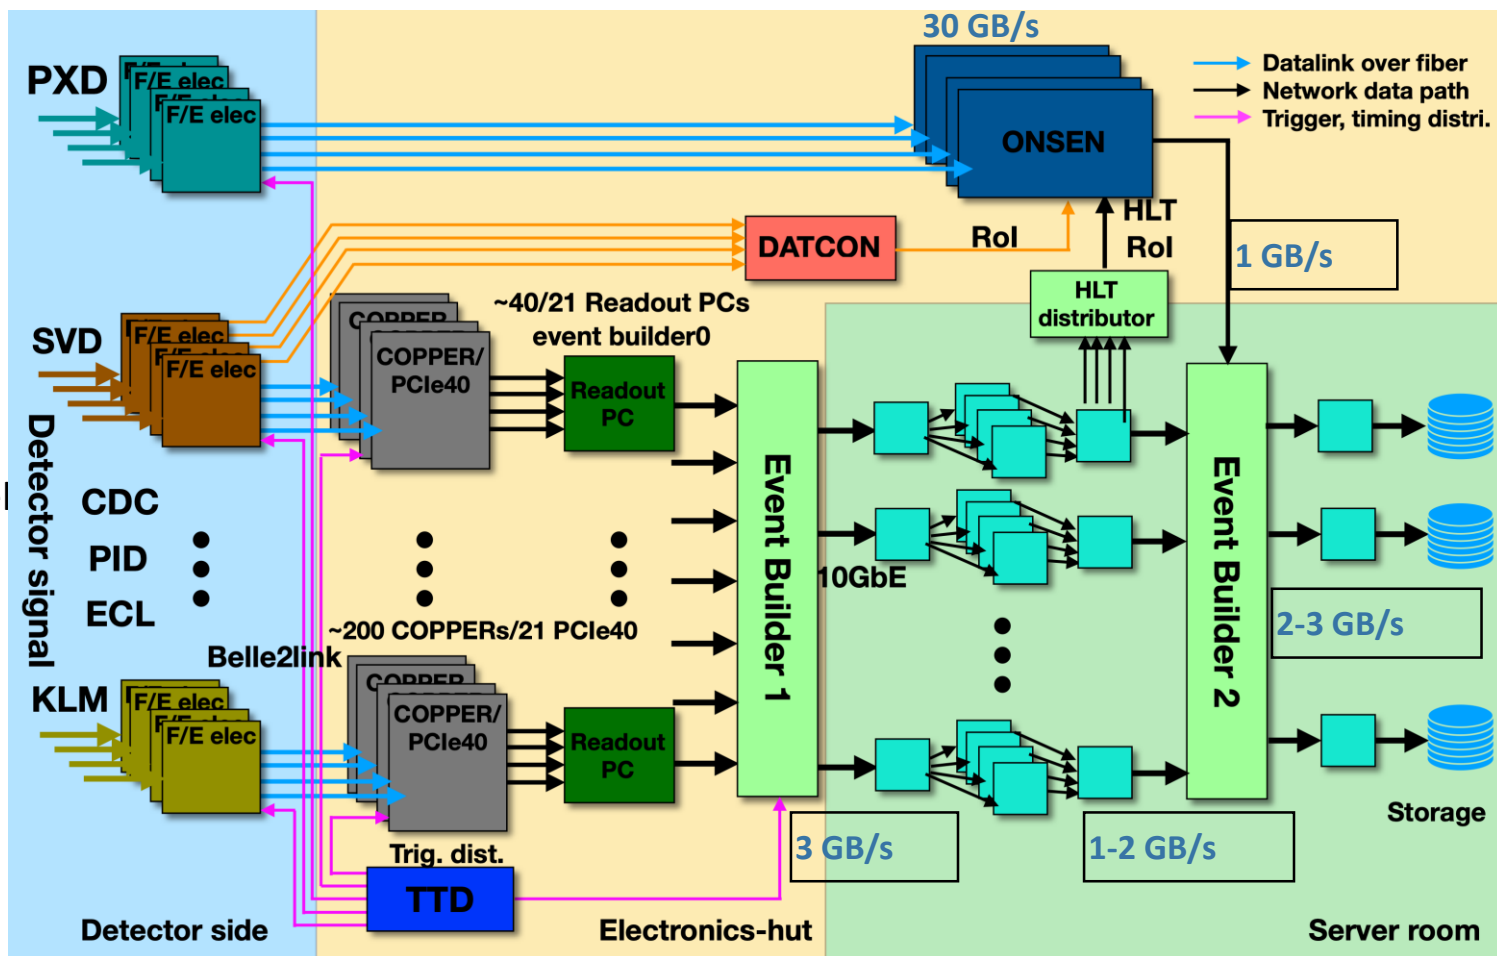 30 GB/s
Datalink over fiber
Network data path
Trigger, timing distri.
PXD
F/E elec
F/E elec
ONSEN
HLT
RoI
RoI
DATCON
1 GB/s
HLT
distributor
~40/21 Readout PCs
event builder0
SVD
F/E elec
F/E elec
COPPER
COPPER/
PCIe40
Readout
PC
Detector signal
CDC
PID
ECL
Event Builder 1
10GbE
Event Builder 2
2-3 GB/s
~200 COPPERs/21 PCIe40
Belle2link
KLM
F/E elec
F/E elec
COPPER
COPPER/
PCIe40
Readout
PC
Storage
3 GB/s
1-2 GB/s
Trig. dist.
TTD
Detector side
Electronics-hut
Server room